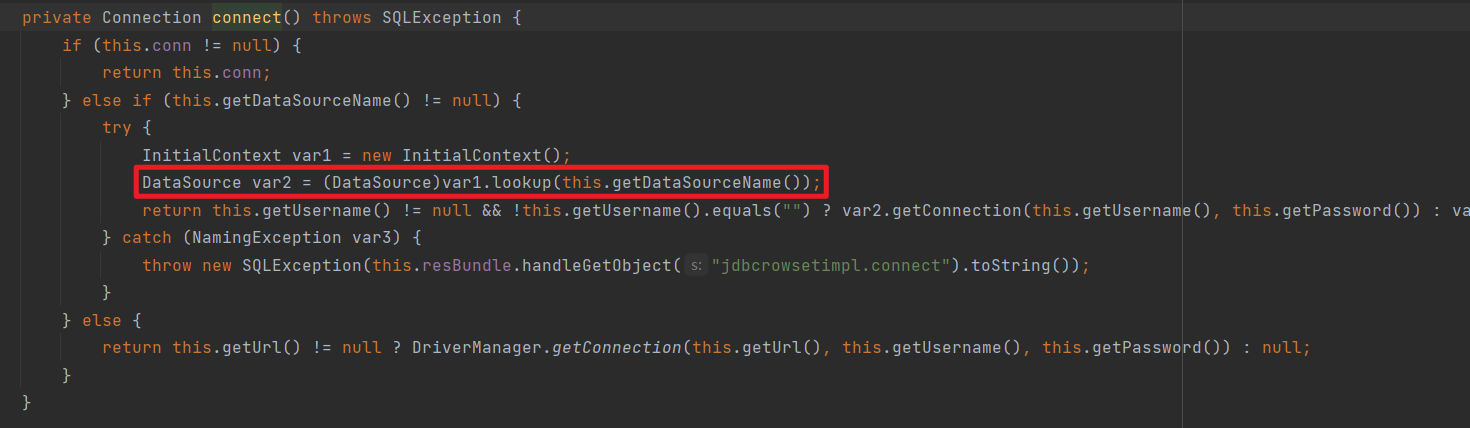 private Connection connect() throws SQLException {
if (this.conn != null) {
return this.conn;
} else if (this.getDataSourceName() != null) {
try {
InitialContext var1 = new InitialContext();
DataSource var2 = (DataSource)var1.lookup(this.getDataSourceName());
return this.getUsername() != null && !this.getUsername().equals("") ? var2.getConnection(this.getUsername(), this.getPassword()) : va
} catch (NamingException var3) {
throw new SQLException(this.resBundle.handleGetObject( s: "jdbcrowsetimpl.connect").toString());
}
} else {
return this.getUrl() != null ? DriverManager.getConnection(this.getUrl(), this.getUsername(), this.getPassword()) : null;
}
}